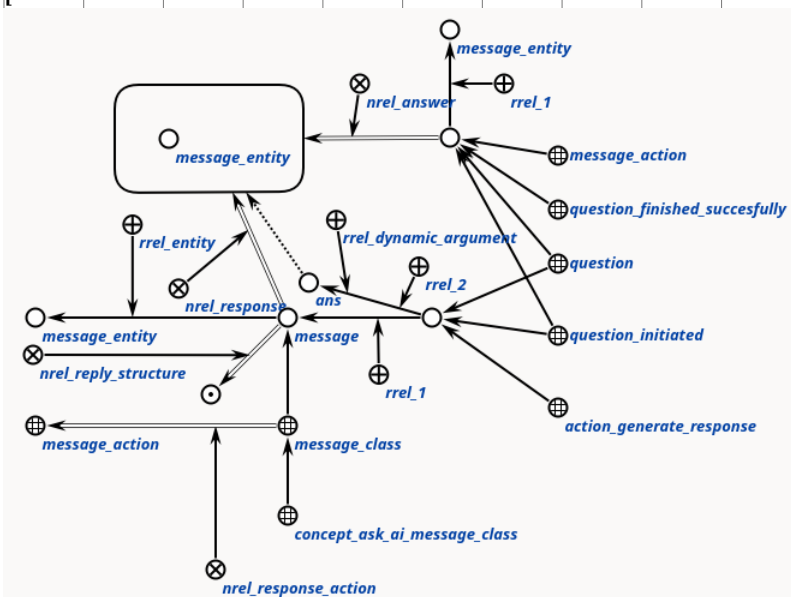 message_entity
nrel_answer
rrel_1
message_entity
message_action
question_finished_succesfully
rrel_entity
rrel_dynamic_argument
question
rrel_2
nrel_response
ans
message_entity
message
question_initiated
nrel_reply_structure
rrel_1
action_generate_response
message_action
message_class
concept_ask_ai_message_class
nrel_response_action